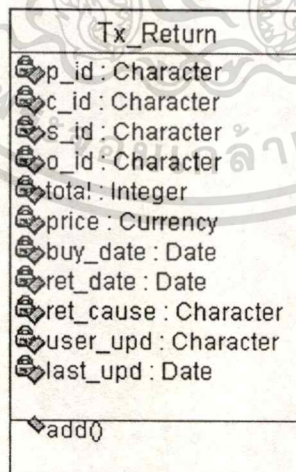 Tx_Return
p_id : Character
c_id : Character
s_id : Character
o_id : Character
total : Integer
price : Currency
buy_date : Date
ret_date : Date
ret_cause : Character
user_upd : Character
last_upd : Date
add()